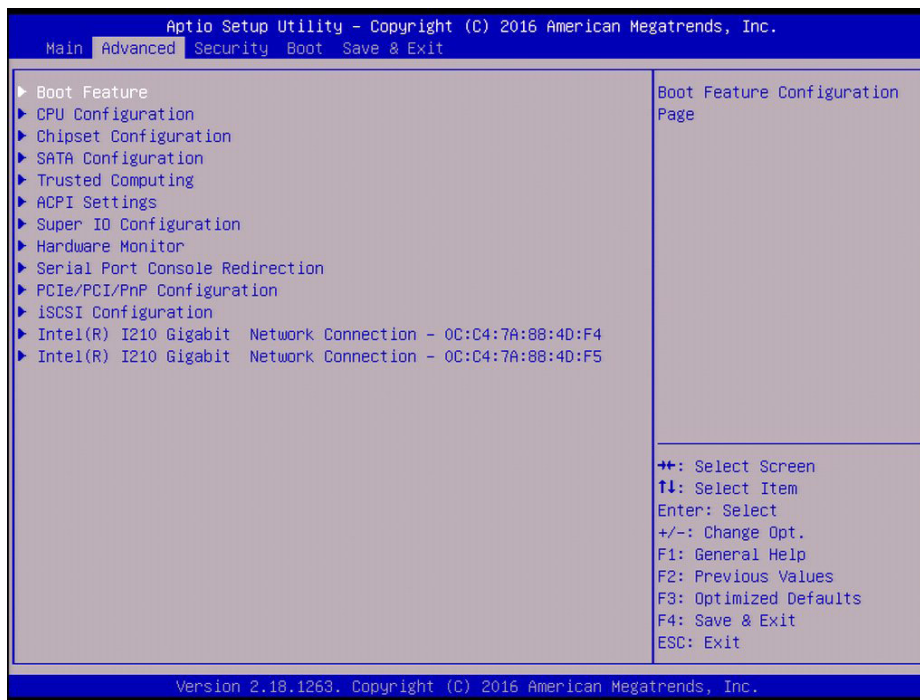 Aptio Setup Utility – Copyright (C) 2016 American Megatrends, Inc.
Main Advanced Security Boot Save & Exit
Boot Feature
CPU Configuration
Chipset Configuration
SATA Configuration
Trusted Computing
ACPI Settings
Super IO Configuration
Hardware Monitor
Serial Port Console Redirection
PCIe/PCI/PnP Configuration
iSCSI Configuration
Intel(R) I210 Gigabit  Network Connection – 0C:C4:7A:88:4D:F4
Intel(R) I210 Gigabit  Network Connection – 0C:C4:7A:88:4D:F5
Boot Feature Configuration
Page
→←: Select Screen
↑↓: Select Item
Enter: Select
+/-: Change Opt.
F1: General Help
F2: Previous Values
F3: Optimized Defaults
F4: Save & Exit
ESC: Exit
Version 2.18.1263. Copyright (C) 2016 American Megatrends, Inc.